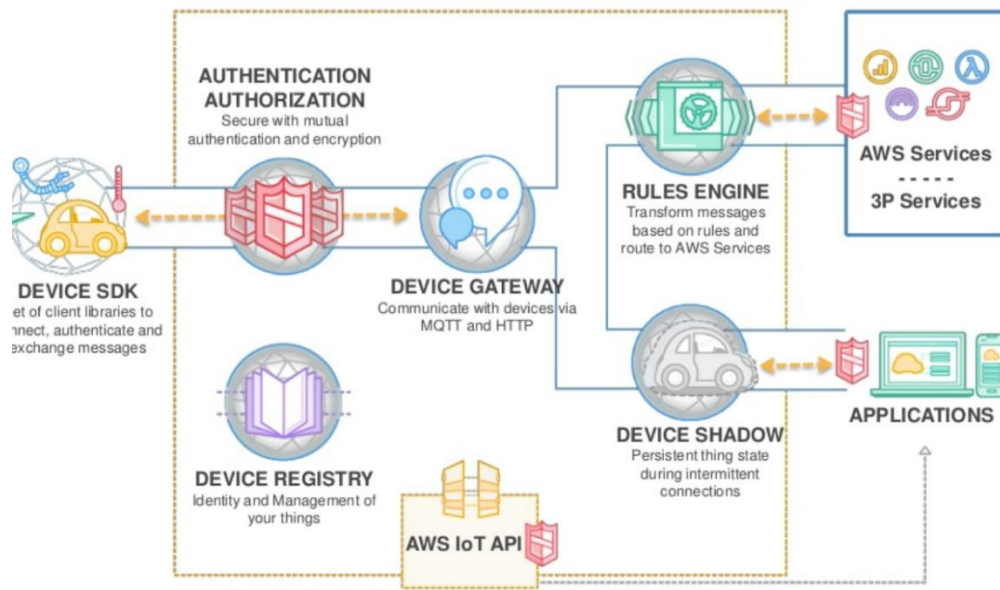 AUTHENTICATION
AUTHORIZATION
Secure with mutual
authentication and encryption
DEVICE SDK
et of client libraries to
nnect, authenticate and
exchange messages
DEVICE GATEWAY
Communicate with devices via
MQTT and HTTP
RULES ENGINE
Transform messages
based on rules and
route to AWS Services
AWS Services
-----
3P Services
DEVICE REGISTRY
Identity and Management of
your things
DEVICE SHADOW
Persistent thing state
during intermittent
connections
APPLICATIONS
AWS IoT API